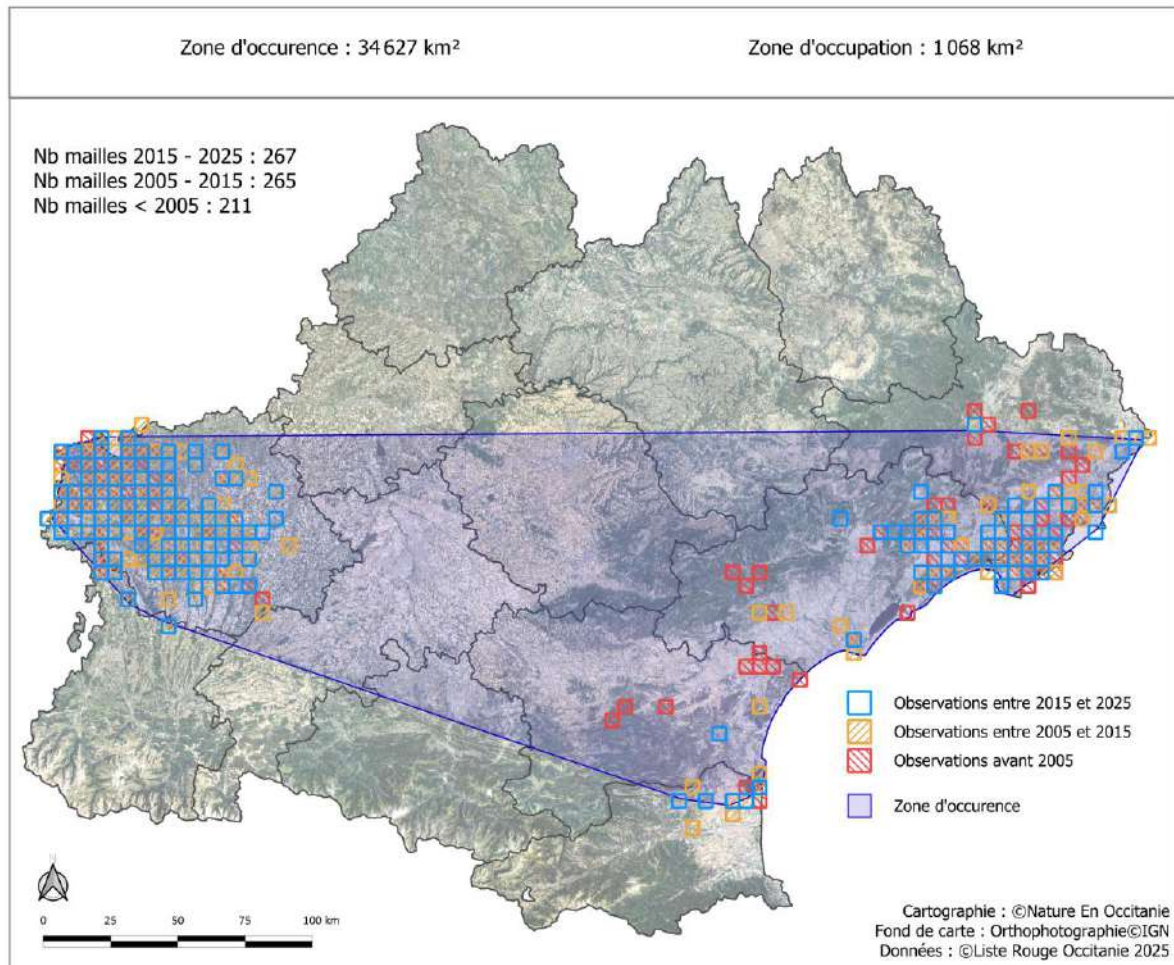 Zone d'occurence : 34 627 km²
Zone d'occupation : 1 068 km²
Nb mailles 2015 - 2025 : 267
Nb mailles 2005 - 2015 : 265
Nb mailles < 2005 : 211
Observations entre 2015 et 2025
Observations entre 2005 et 2015
Observations avant 2005
Zone d'occurence
N
0 25 50 75 100 km
Cartographie : ©Nature En Occitanie
Fond de carte : Orthophotographie©IGN
Données : ©Liste Rouge Occitanie 2025